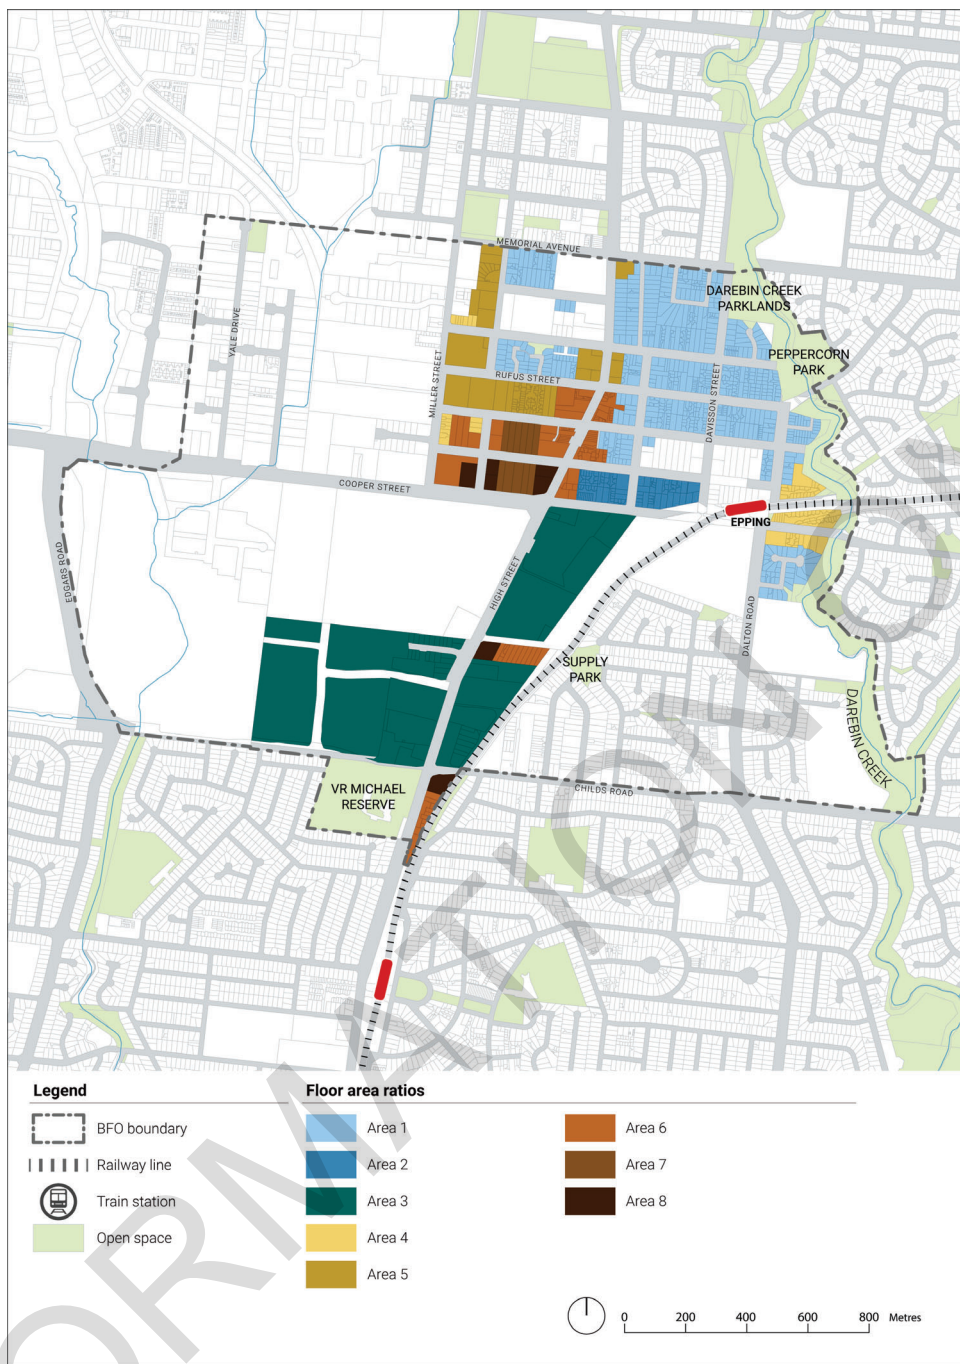 MEMORIAL AVENUE
DAREBIN CREEK
PARKLANDS
YALE DRIVE
PEPPERCORN
PARK
MILLER STREET
RUFUS STREET
DAVISSON STREET
COOPER STREET
EPPING
EDGARS ROAD
HIGH STREET
DALTON ROAD
SUPPLY
PARK
DAREBIN CREEK
VR MICHAEL
RESERVE
CHILDS ROAD
ORMATION
Legend
BFO boundary
Railway line
Train station
Open space
Floor area ratios
Area 1
Area 2
Area 3
Area 4
Area 5
Area 6
Area 7
Area 8
0 200 400 600 800 Metres